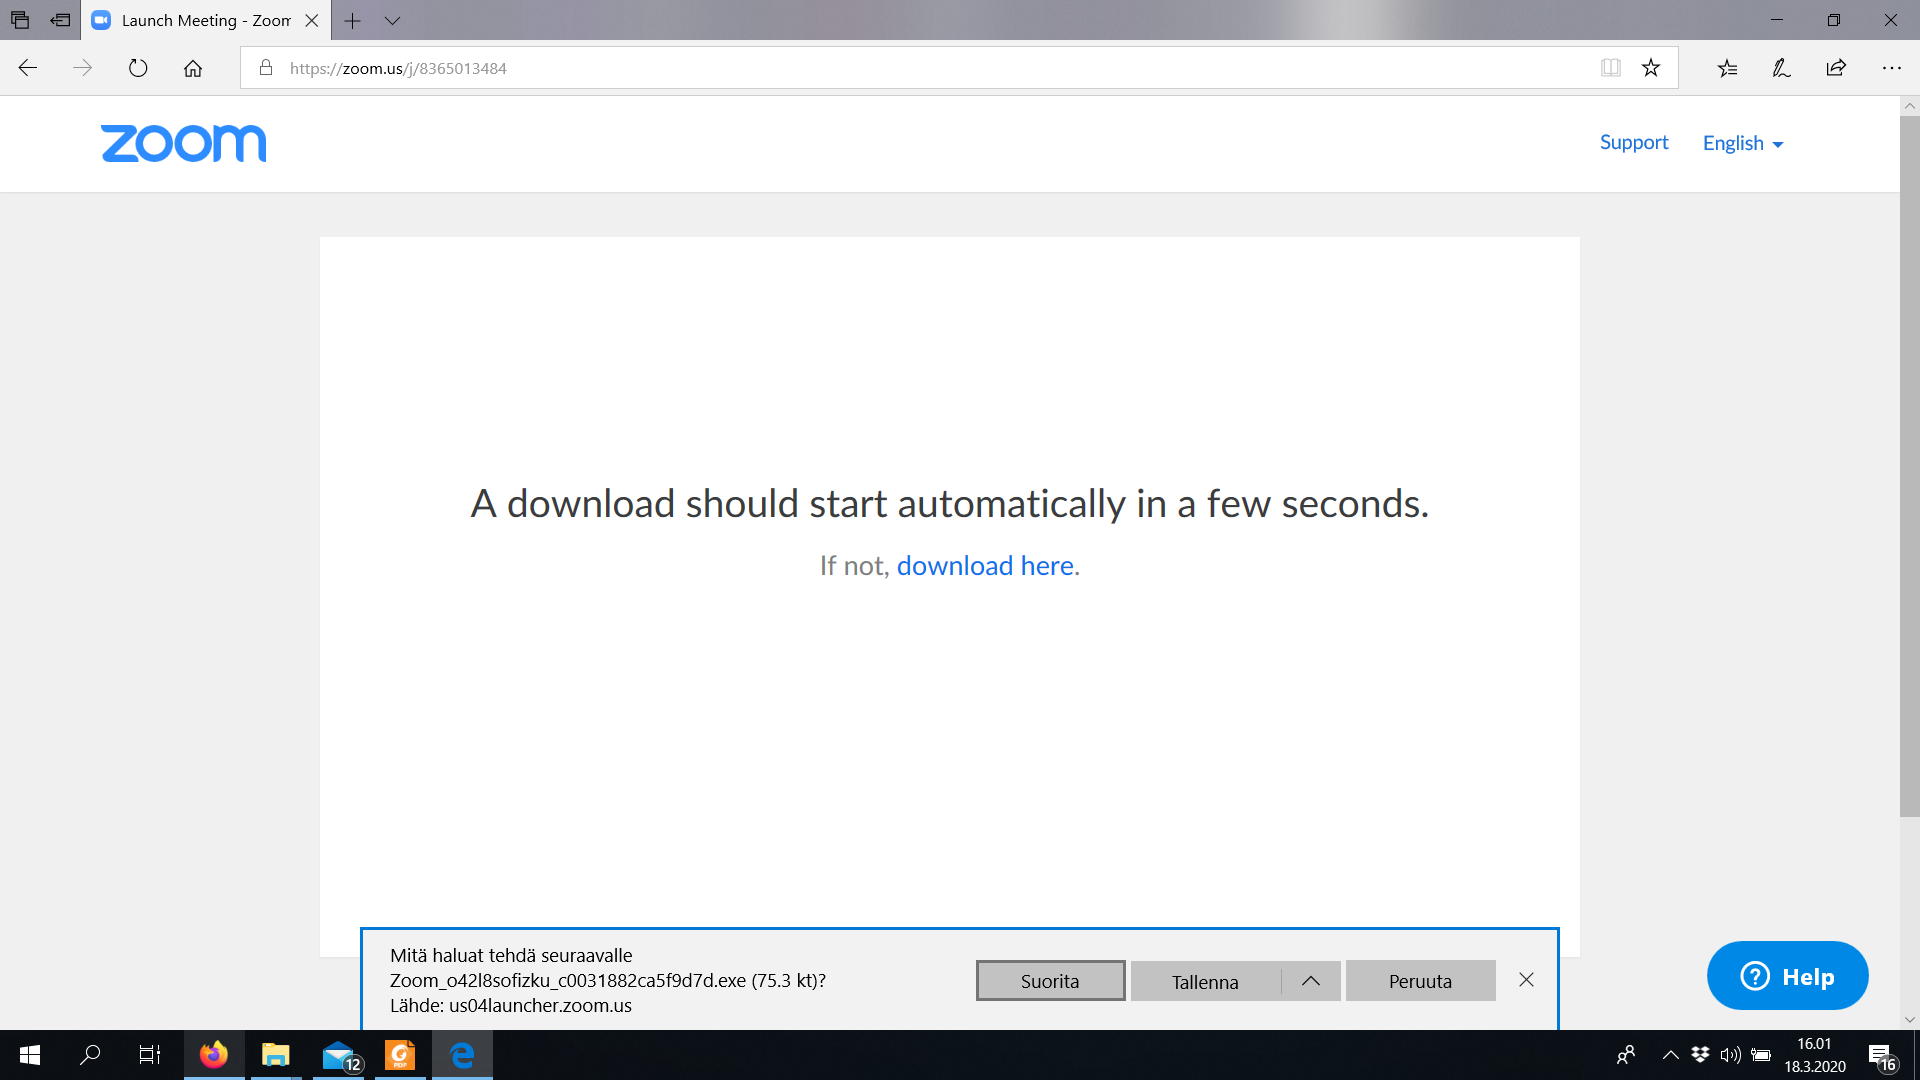 Launch Meeting - Zoom
https://zoom.us/j/8365013484
zoom
Support
English
A download should start automatically in a few seconds.
If not, download here.
Mitä haluat tehdä seuraavalle
Zoom_o42l8sofizku_c0031882ca5f9d7d.exe (75.3 kt)?
Lähde: us04launcher.zoom.us
Suorita
Tallenna
Peruuta
Help
12
PDF
16.01
18.3.2020
16